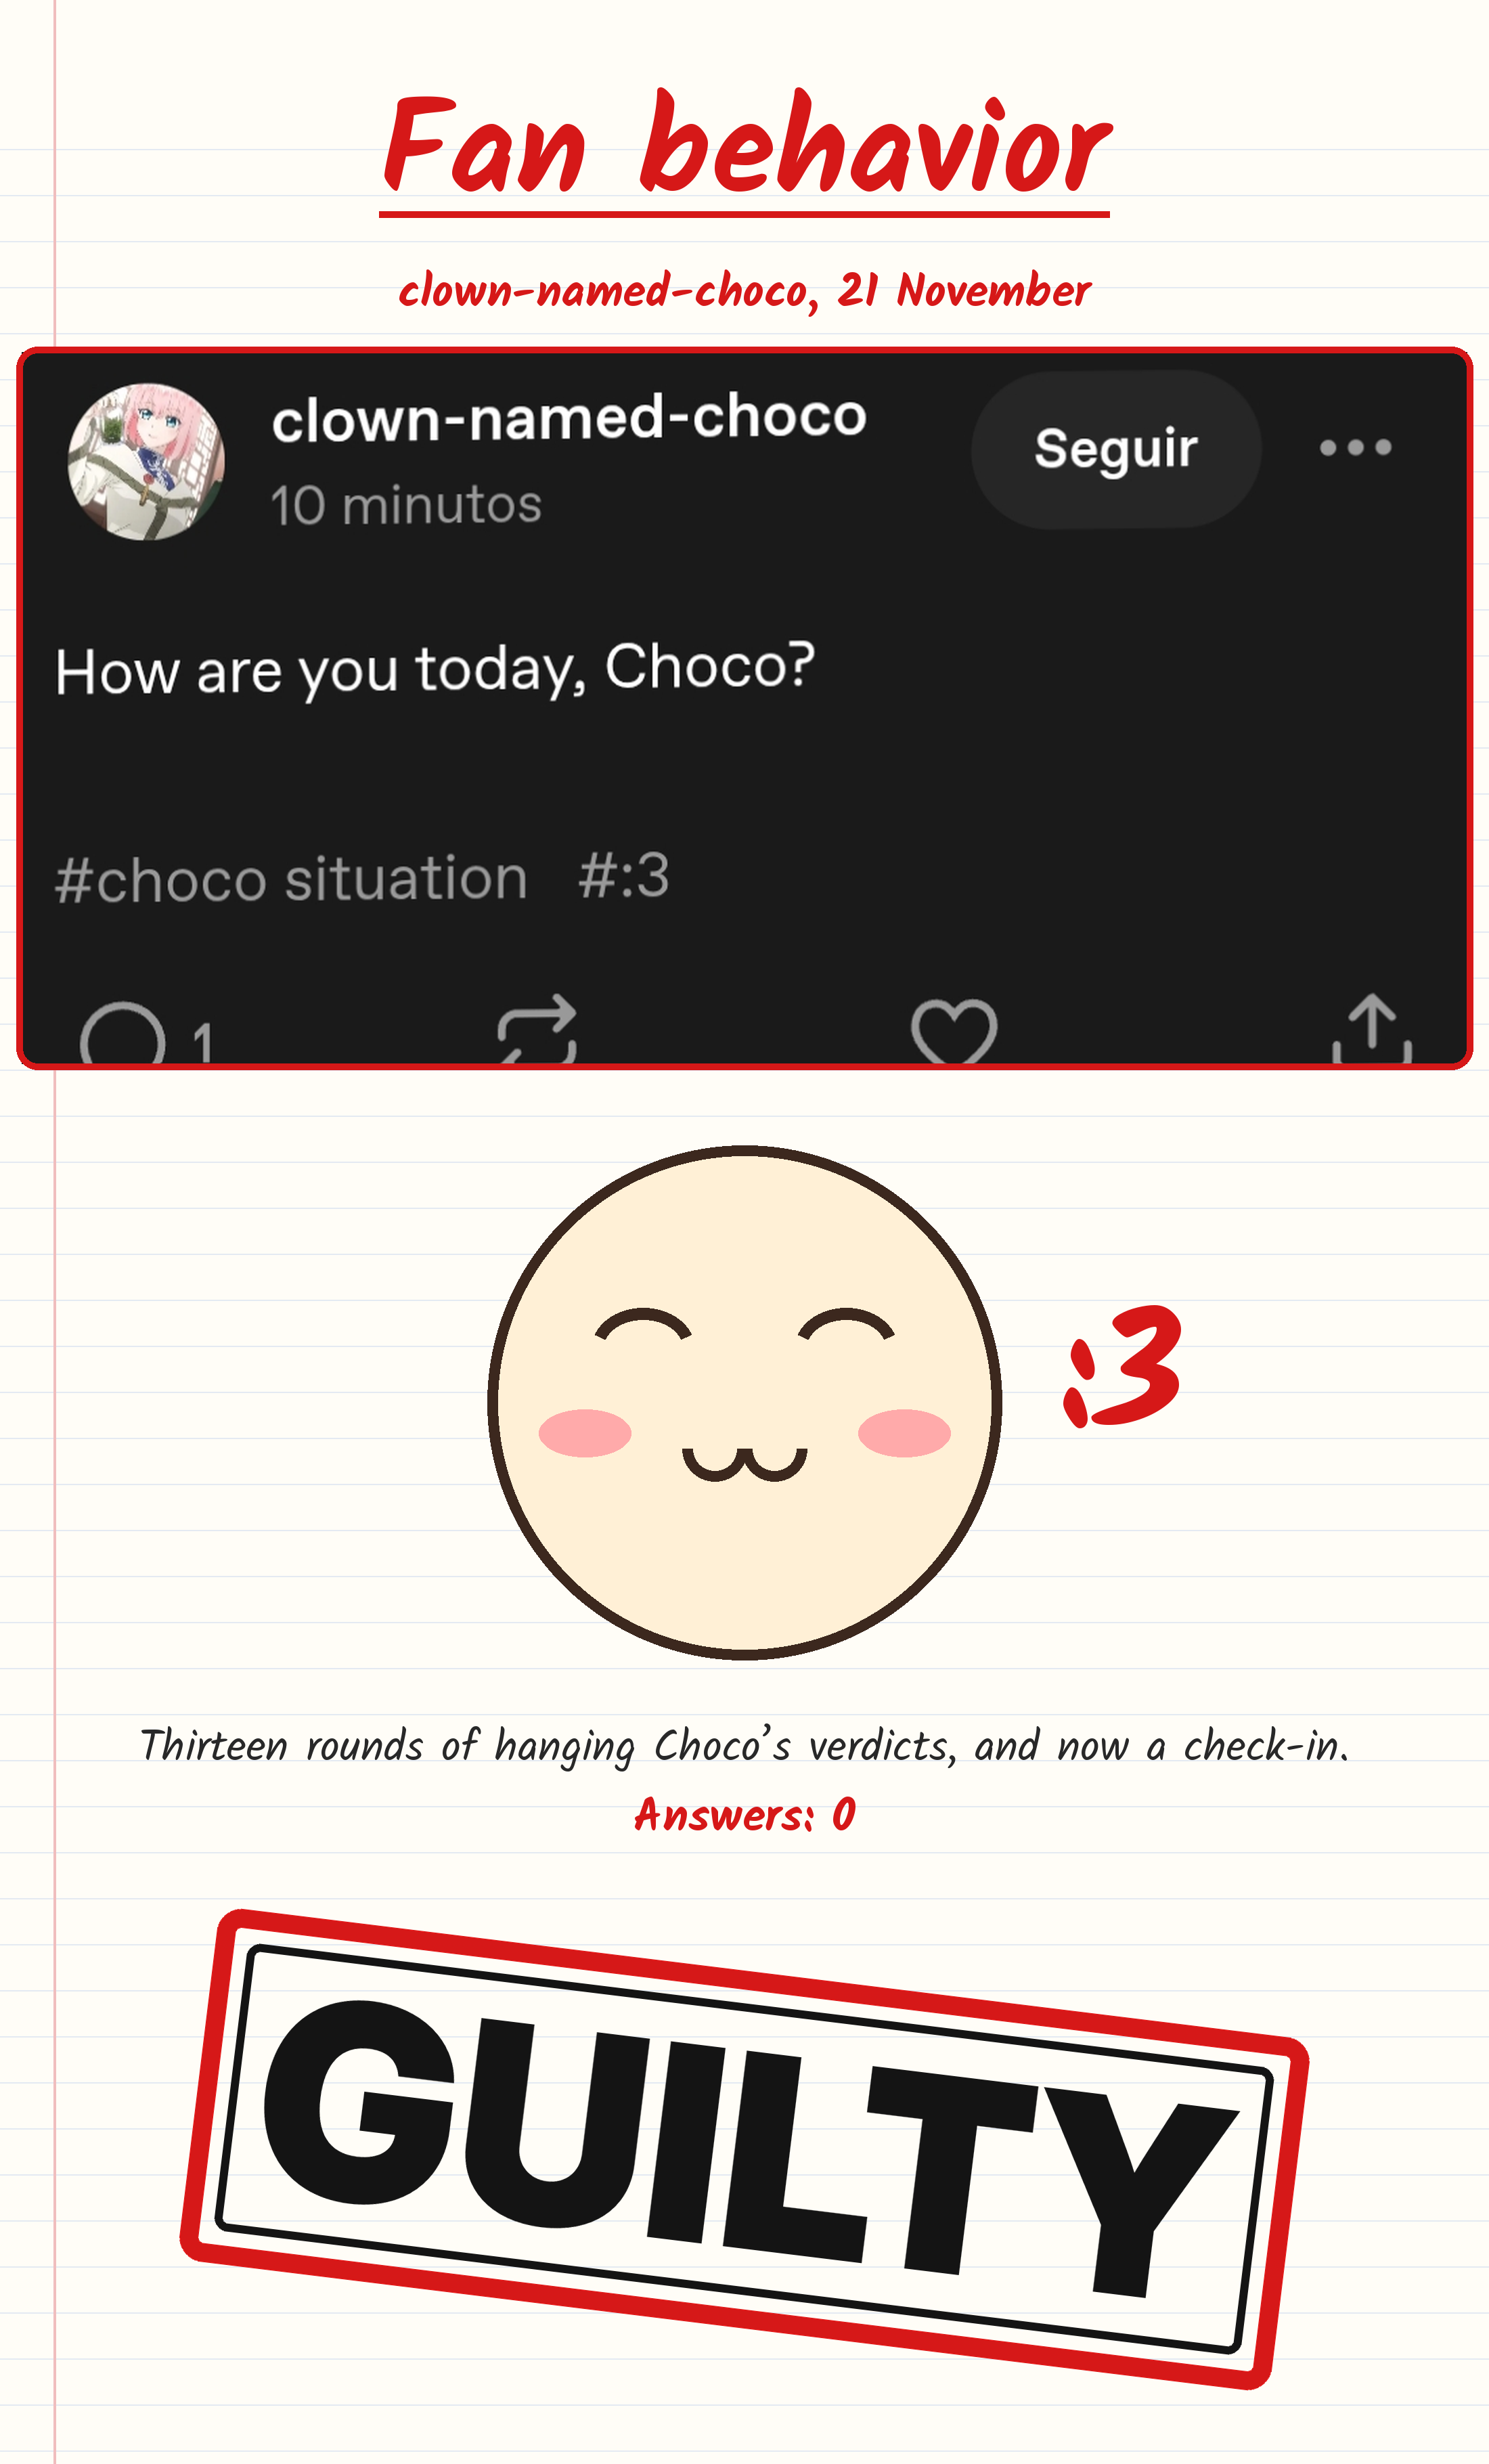 Fan behavior
clown-named-choco, 21 November
clown-named-choco
Seguir
10 minutos
How are you today, Choco?
#choco situation #:3
1
:3
Thirteen rounds of hanging Choco’s verdicts, and now a check-in.
Answers: 0
GUILTY